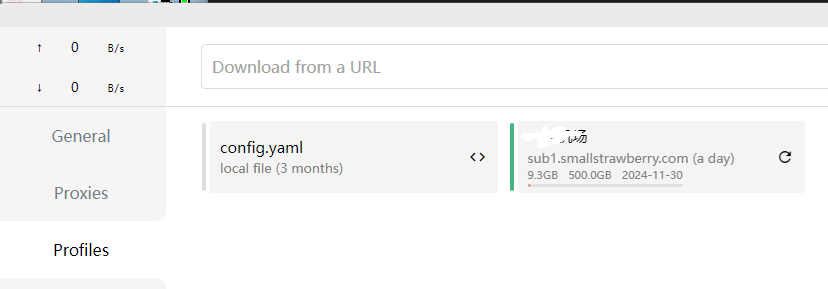 ↑ 0 B/s
↓ 0 B/s
Download from a URL
General
Proxies
Profiles
config.yaml
local file (3 months)
<>
场
sub1.smallstrawberry.com (a day)
9.3GB 500.0GB 2024-11-30